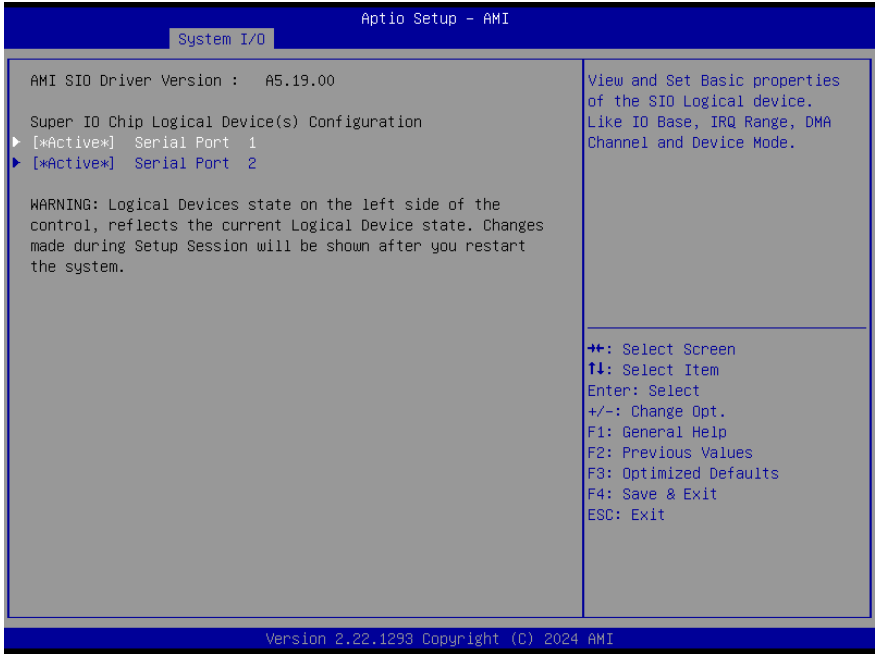 Aptio Setup – AMI
System I/O
AMI SIO Driver Version :   A5.19.00
Super IO Chip Logical Device(s) Configuration
▶ [*Active*]  Serial Port  1
▶ [*Active*]  Serial Port  2
WARNING: Logical Devices state on the left side of the
control, reflects the current Logical Device state. Changes
made during Setup Session will be shown after you restart
the system.
View and Set Basic properties
of the SIO Logical device.
Like IO Base, IRQ Range, DMA
Channel and Device Mode.
→←: Select Screen
↑↓: Select Item
Enter: Select
+/-: Change Opt.
F1: General Help
F2: Previous Values
F3: Optimized Defaults
F4: Save & Exit
ESC: Exit
Version 2.22.1293 Copyright (C) 2024 AMI